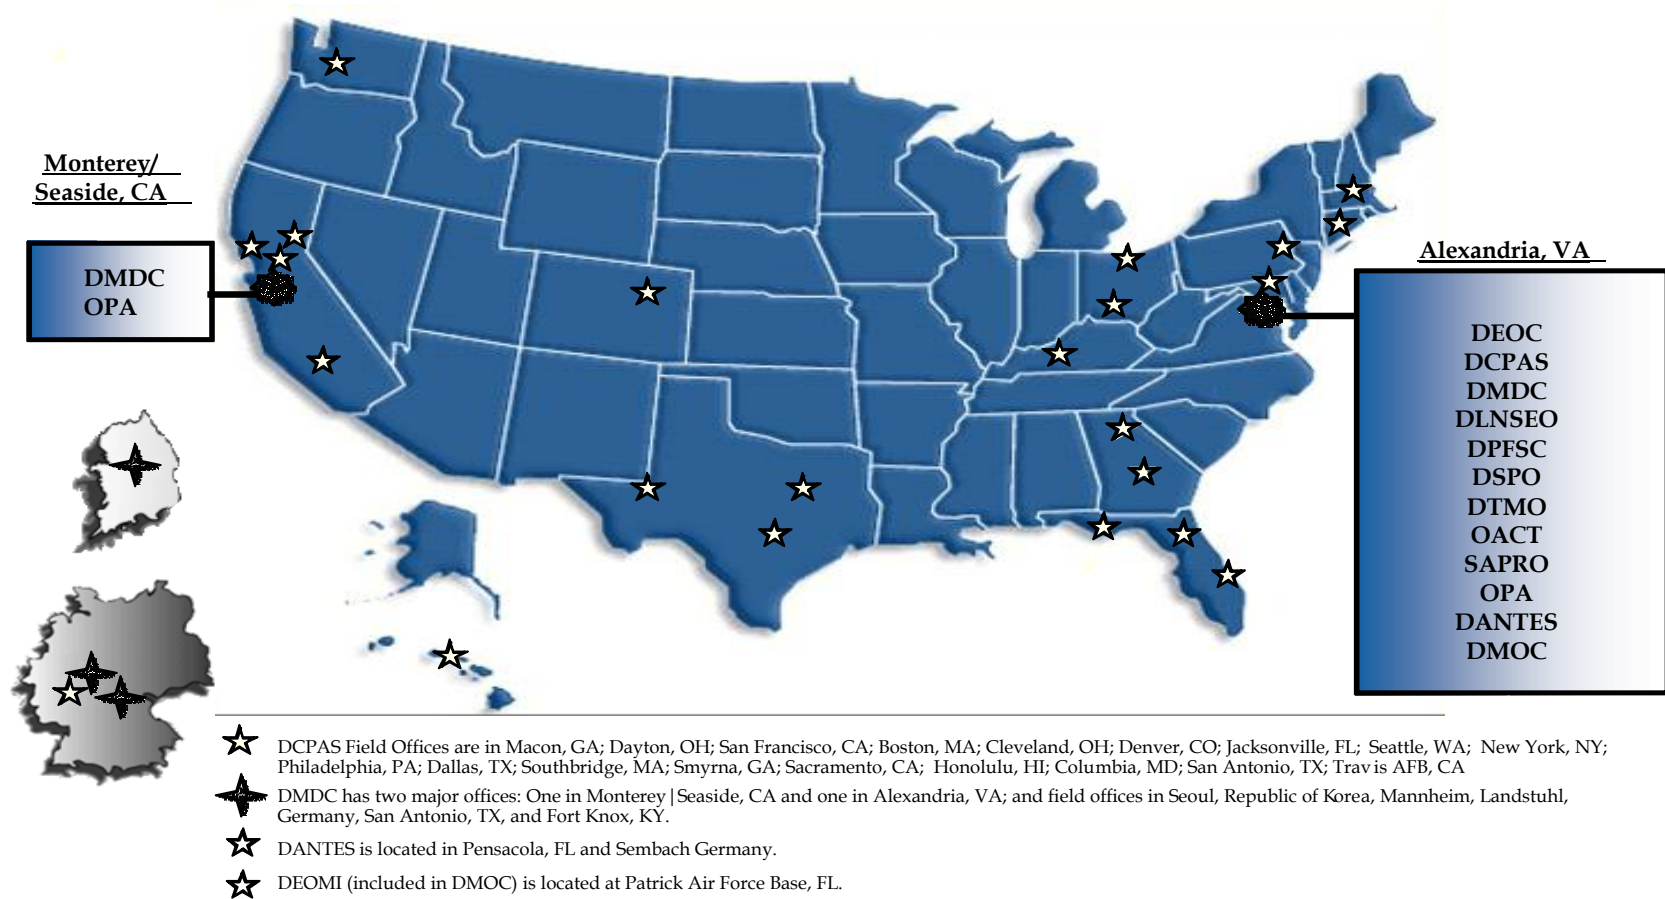 Monterey/
Seaside, CA
DMDC
OPA
Alexandria, VA
DEOC
DCPAS
DMDC
DLNSEO
DPFSC
DSPO
DTMO
OACT
SAPRO
OPA
DANTES
DMOC
DCPAS Field Offices are in Macon, GA; Dayton, OH; San Francisco, CA; Boston, MA; Cleveland, OH; Denver, CO; Jacksonville, FL; Seattle, WA; New York, NY;
Philadelphia, PA; Dallas, TX; Southbridge, MA; Smyrna, GA; Sacramento, CA; Honolulu, HI; Columbia, MD; San Antonio, TX; Travis AFB, CA
DMDC has two major offices: One in Monterey|Seaside, CA and one in Alexandria, VA; and field offices in Seoul, Republic of Korea, Mannheim, Landstuhl,
Germany, San Antonio, TX, and Fort Knox, KY.
DANTES is located in Pensacola, FL and Sembach Germany.
DEOMI (included in DMOC) is located at Patrick Air Force Base, FL.